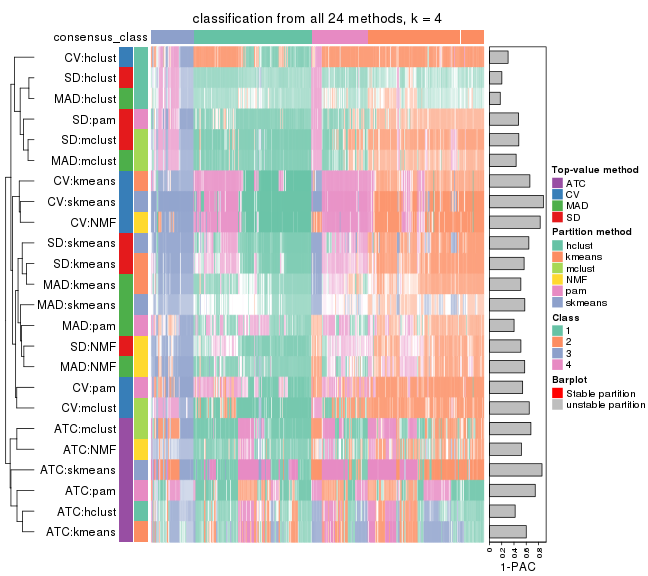 classification from all 24 methods, k = 4
consensus_class
CV:hclust
SD:hclust
MAD:hclust
SD:pam
SD:mclust
MAD:mclust
CV:kmeans
CV:skmeans
CV:NMF
SD:skmeans
SD:kmeans
MAD:kmeans
MAD:skmeans
MAD:pam
SD:NMF
MAD:NMF
CV:pam
CV:mclust
ATC:mclust
ATC:NMF
ATC:skmeans
ATC:pam
ATC:hclust
ATC:kmeans
0 0.2 0.4 0.6 0.8
1-PAC
Top-value method
ATC
CV
MAD
SD
Partition method
hclust
kmeans
mclust
NMF
pam
skmeans
Class
1
2
3
4
Barplot
Stable partition
unstable partition